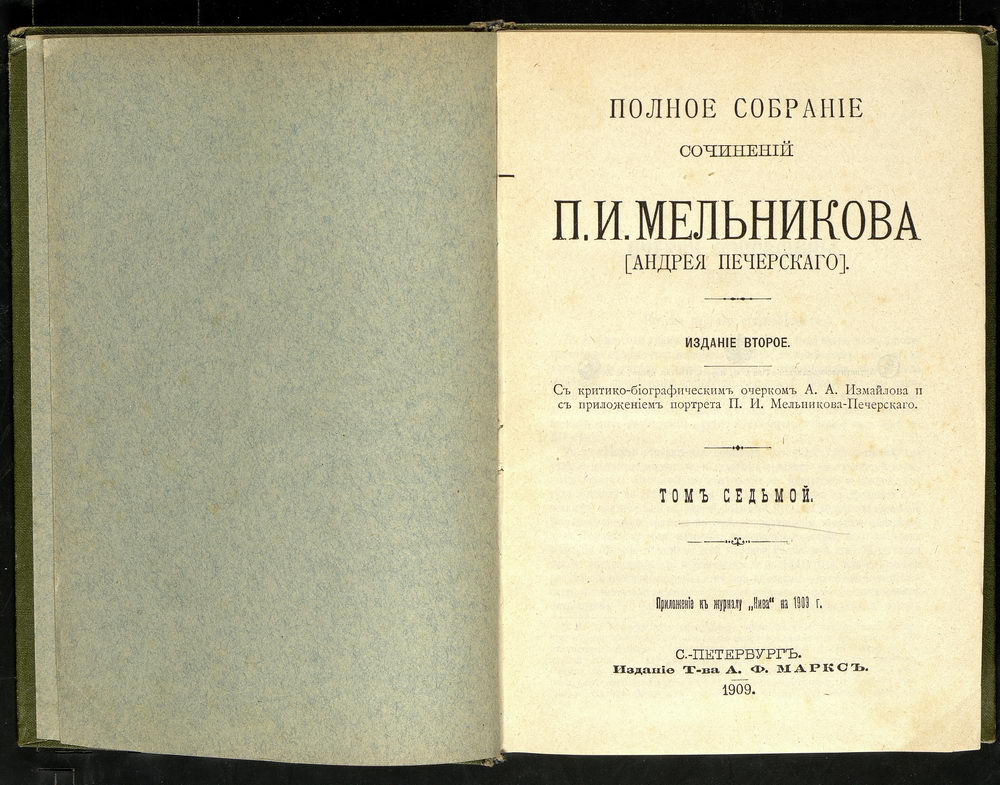 ПОЛНОЕ СОБРАНІЕ
СОЧИНЕНІЙ
П. И. МЕЛЬНИКОВА
[АНДРЕЯ ПЕЧЕРСКАГО].
ИЗДАНІЕ ВТОРОЕ.
Съ критико-біографическимъ очеркомъ А. А. Измайлова и
съ приложеніемъ портрета П. И. Мельникова-Печерскаго.
ТОМЪ СЕДЬМОЙ.
Приложеніе къ журналу „Нива“ на 1909 г.
С.-ПЕТЕРБУРГЪ.
Изданіе Т-ва А. Ф. МАРКСЪ.
1909.